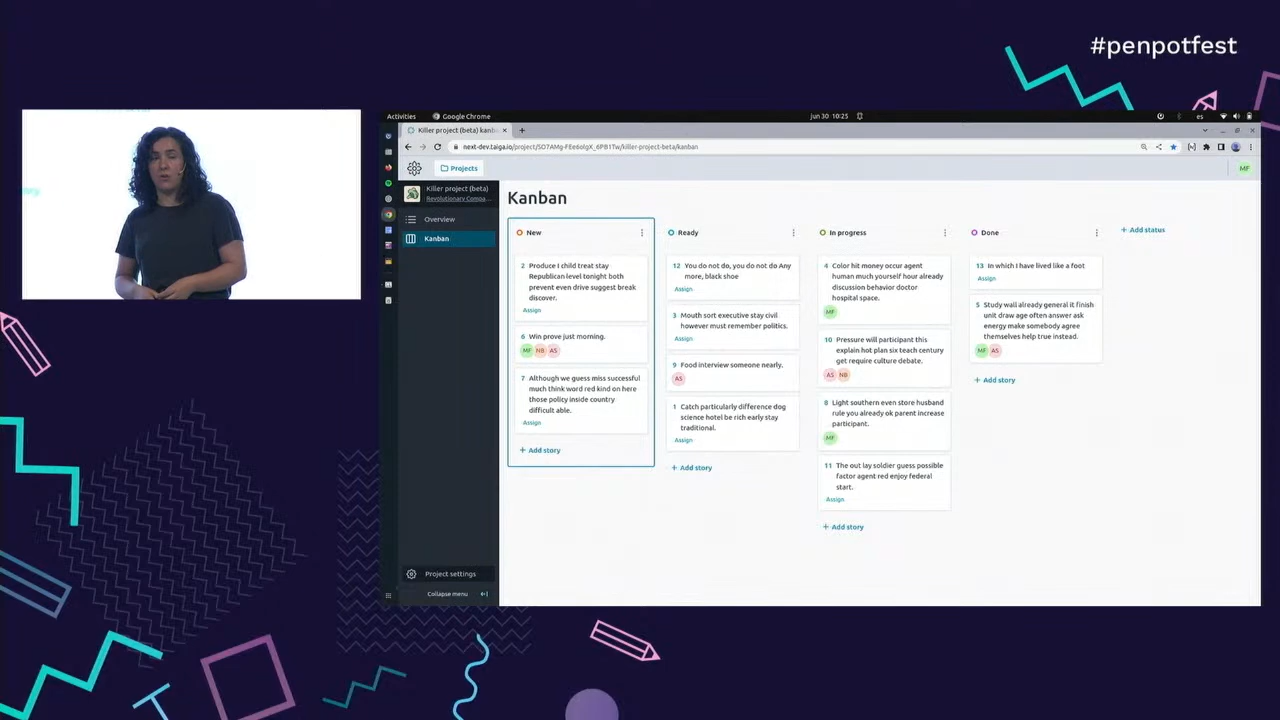 #penpotfest
Activities
Google Chrome
Jun 30 10:25
es
Killer project (beta) kanb
next-dev.taiga.io/project/SO7AMg-FEe6olgX_6PB1Tw/killer-project-beta/kanban
Projects
MF
Killer project (beta)
Revolutionary Compa...
Overview
Kanban
Project settings
Collapse menu
Kanban
New
2 Produce I child treat stay
Republican level tonight both
prevent even drive suggest break
discover.
Assign
6 Win prove just morning.
MF NB AS
7 Although we guess miss successful
much think word red kind on here
those policy inside country
difficult able.
Assign
+ Add story
Ready
12 You do not do, you do not do Any
more, black shoe
Assign
3 Mouth sort executive stay civil
however must remember politics.
Assign
9 Food interview someone nearly.
AS
1 Catch particularly difference dog
science hotel be rich early stay
traditional.
Assign
+ Add story
In progress
4 Color hit money occur agent
human much yourself hour already
discussion behavior doctor
hospital space.
MF
10 Pressure will participant this
explain hot plan six teach century
get require culture debate.
AS NB
8 Light southern even store husband
rule you already ok parent increase
participant.
MF
11 The out lay soldier guess possible
factor agent red enjoy federal
start.
Assign
+ Add story
Done
13 In which I have lived like a foot
Assign
5 Study wall already general it finish
unit draw age often answer ask
energy make somebody agree
themselves help true instead.
MF AS
+ Add story
+ Add status